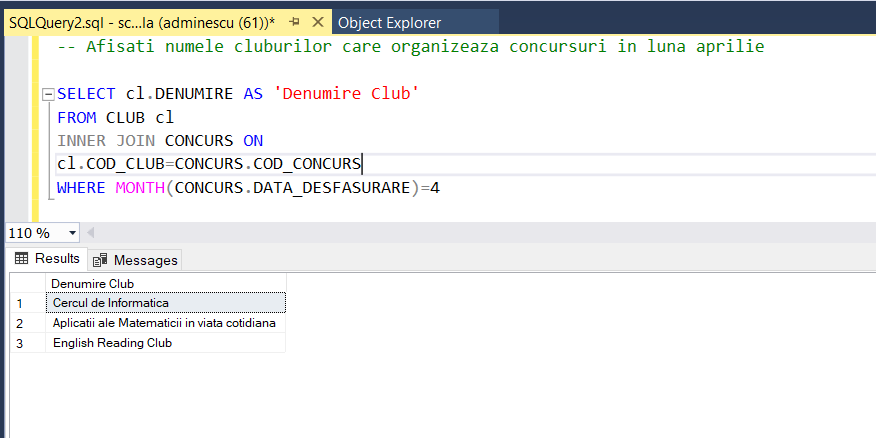 SQLQuery2.sql - sc...la (adminescu (61))* Object Explorer
-- Afisati numele cluburilor care organizeaza concursuri in luna aprilie
SELECT cl.DENUMIRE AS 'Denumire Club'
FROM CLUB cl
INNER JOIN CONCURS ON
cl.COD_CLUB=CONCURS.COD_CONCURS
WHERE MONTH(CONCURS.DATA_DESFASURARE)=4
110 %
Results Messages
Denumire Club
1 Cercul de Informatica
2 Aplicatii ale Matematicii in viata cotidiana
3 English Reading Club